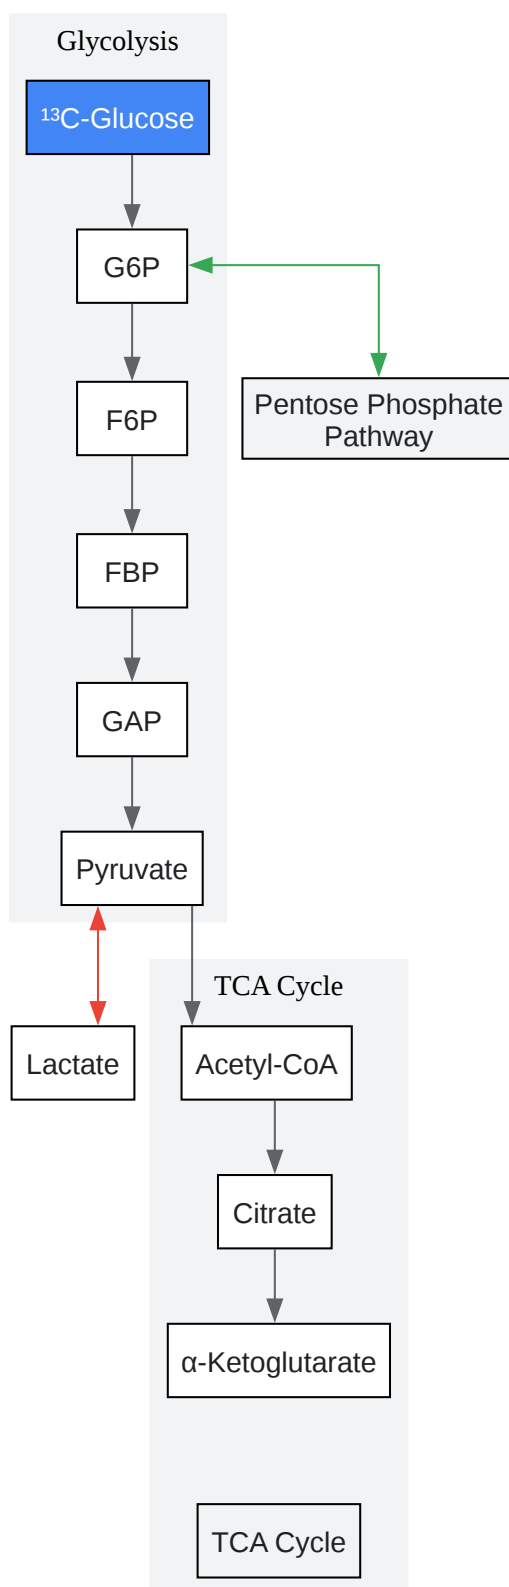 Glycolysis
¹³C-Glucose
G6P
F6P
Pentose Phosphate
Pathway
FBP
GAP
Pyruvate
TCA Cycle
Lactate
Acetyl-CoA
Citrate
α-Ketoglutarate
TCA Cycle